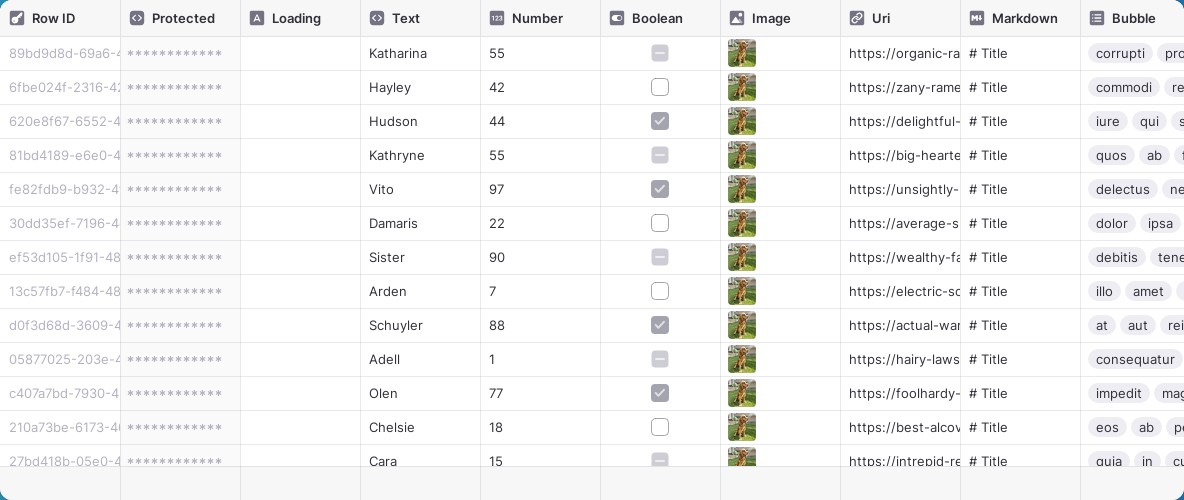 Row ID Protected Loading Text Number Boolean Image Uri Markdown Bubble
89bd9d8d-69a6-4 ************ Katharina 55 https://organic-ra # Title corrupti pro
6fbe024f-2316-42 ************ Hayley 42 https://zany-rame # Title commodi re
620e8f67-6552-4 ************ Hudson 44 https://delightful- # Title iure qui s
81bd4189-e6e0-4 ************ Kathryne 55 https://big-hearte # Title quos ab f
fe82fdb9-b932-4 ************ Vito 97 https://unsightly- # Title delectus ne
30dd35ef-7196-4 ************ Damaris 22 https://average-s # Title dolor ipsa
ef53d105-1f91-48 ************ Sister 90 https://wealthy-fa # Title debitis tene
13c57fb7-f484-48 ************ Arden 7 https://electric-sc # Title illo amet
d0f3d68d-3609-4 ************ Schuyler 88 https://actual-war # Title at aut rei
05877025-203e-4 ************ Adell 1 https://hairy-laws # Title consequatur
c407a7bd-7930-4 ************ Olen 77 https://foolhardy- # Title impedit mag
210a73be-6173-4 ************ Chelsie 18 https://best-alcov # Title eos ab pe
27bd418b-05e0-4 ************ Cara 15 https://intrepid-re # Title quia in cu